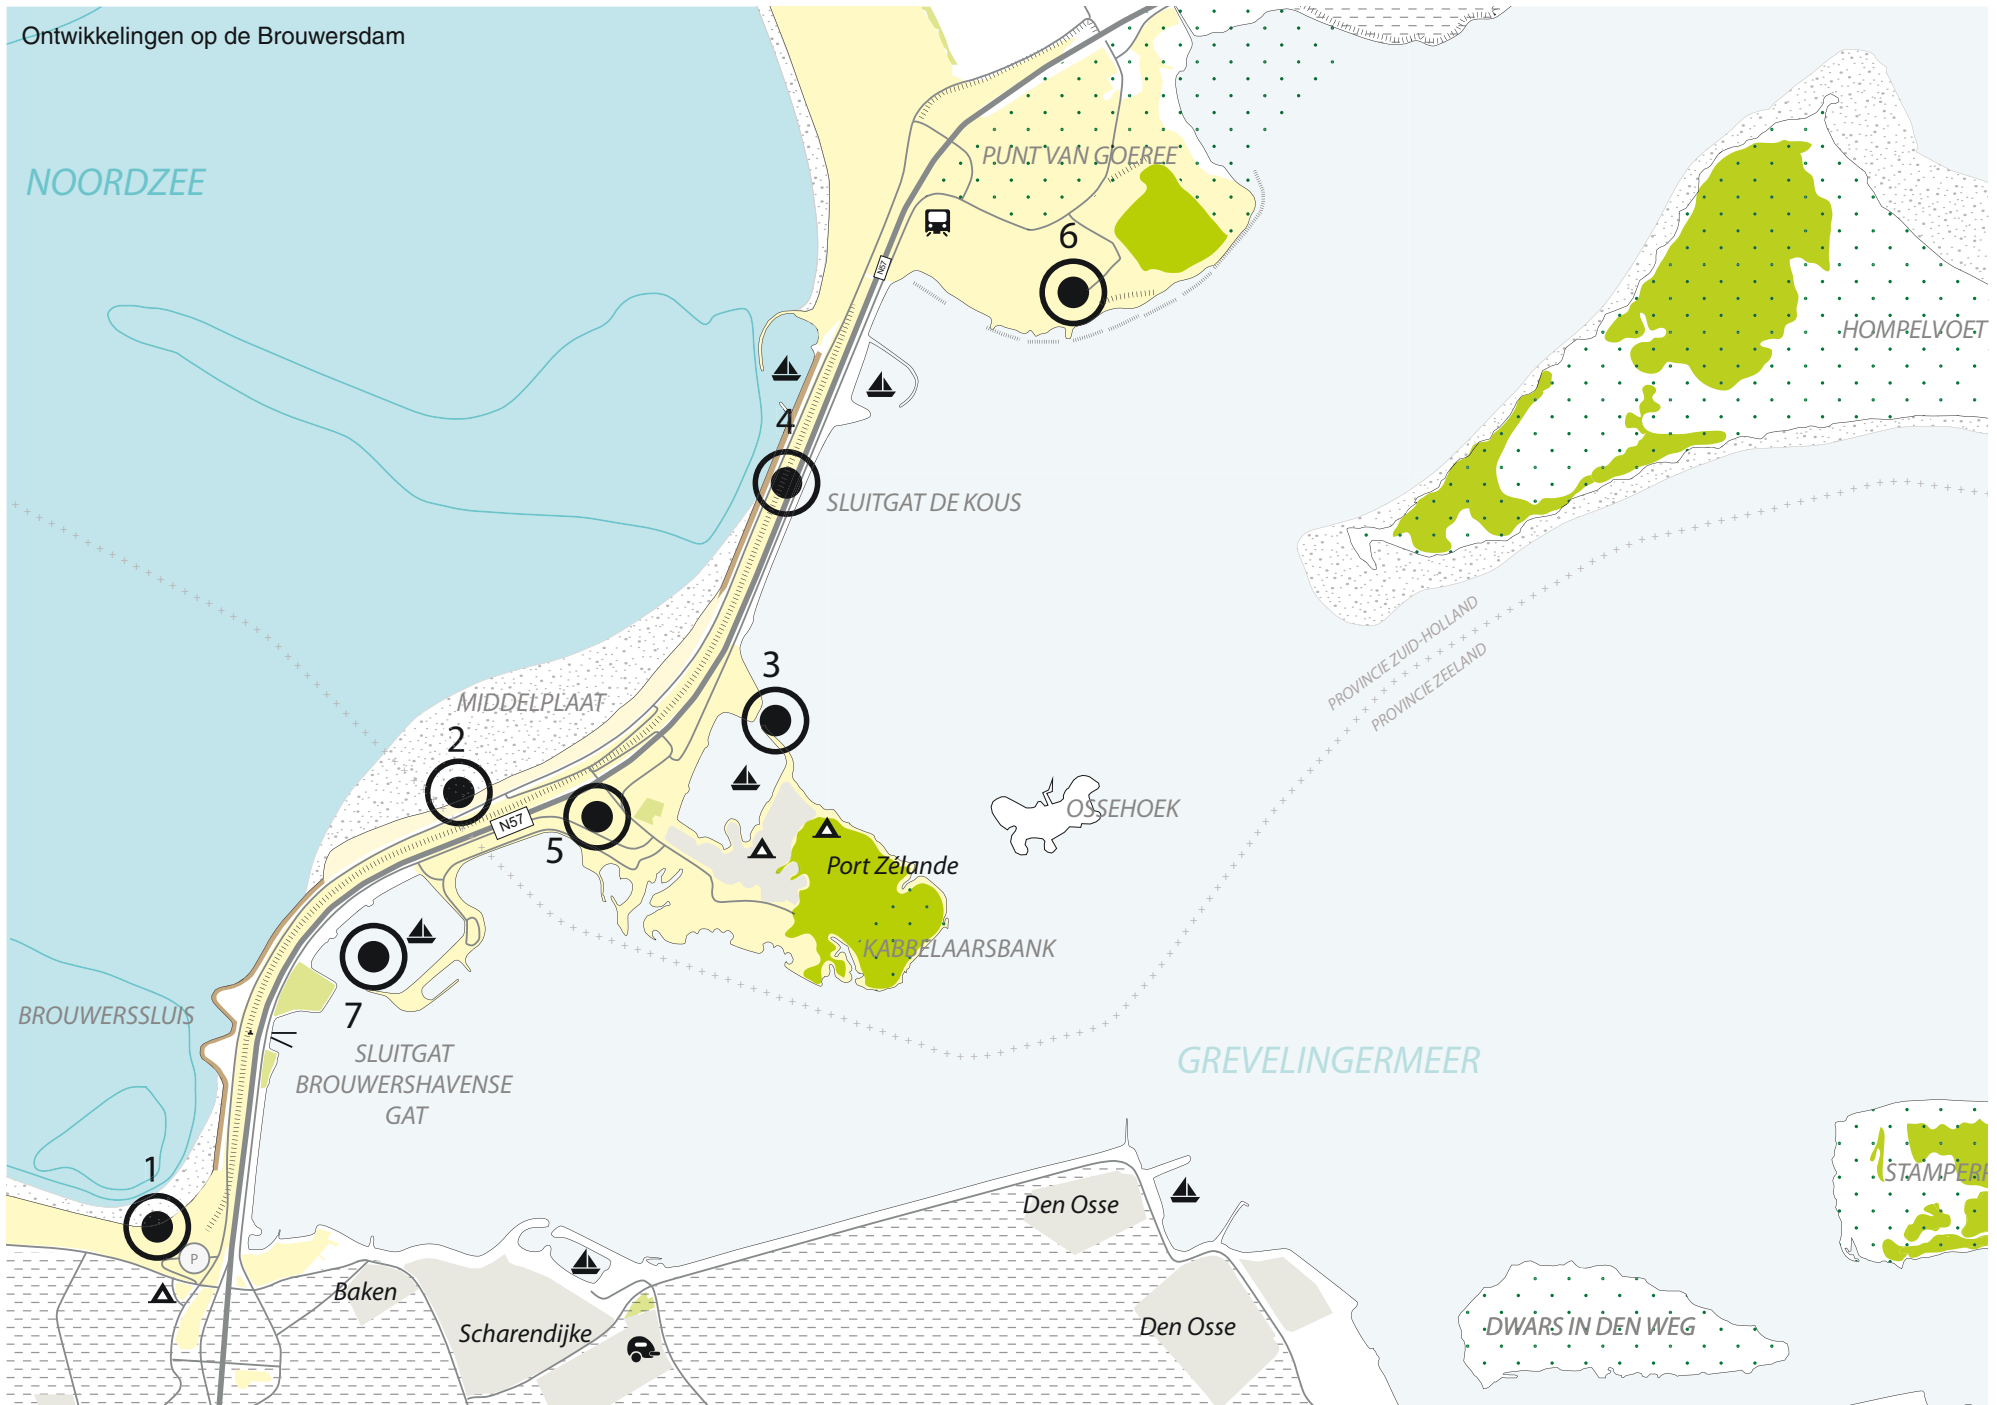 Ontwikkelingen op de Brouwersdam
NOORDZEE
PUNT VAN GOEREE
6
N57
HOMPELVOET
4
SLUITGAT DE KOUS
PROVINCIE ZUID-HOLLAND
PROVINCIE ZEELAND
3
MIDDELPLAAT
2
N57
5
OSSEHOEK
Port Zélande
KABBELAARSBANK
BROUWERSSLUIS
7
SLUITGAT
BROUWERSHAVENSE
GAT
GREVELINGERMEER
1
P
Den Osse
STAMPER
Baken
Scharendijke
Den Osse
DWARS IN DEN WEG